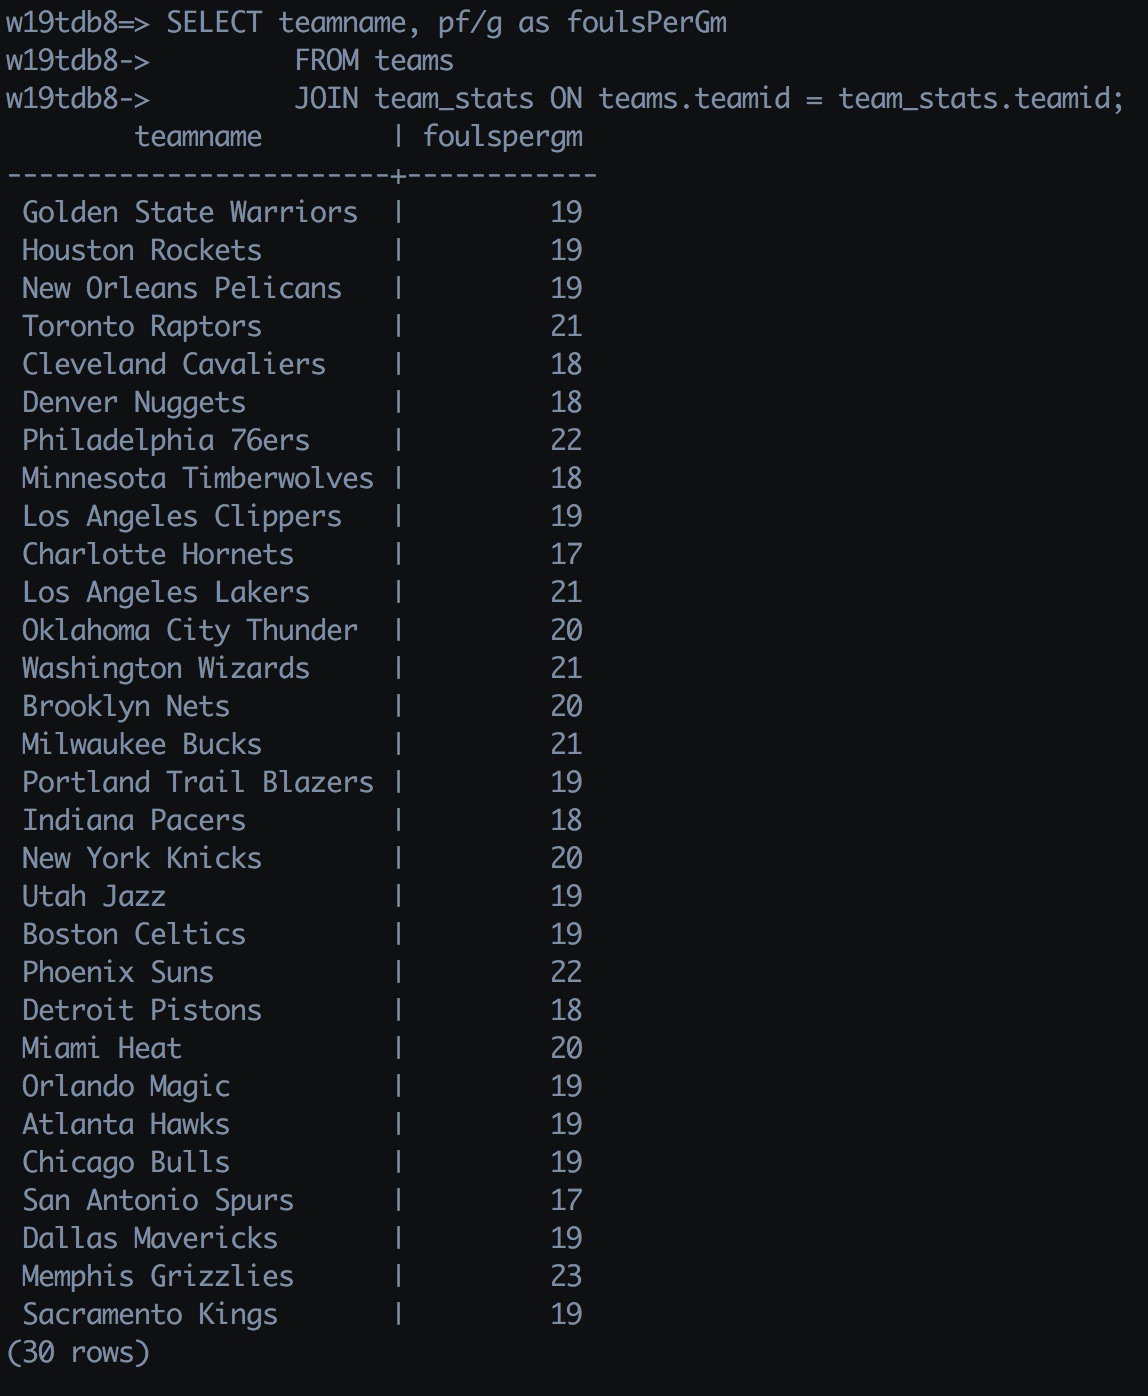 w19tdb8=> SELECT teamname, pf/g as foulsPerGm
w19tdb8->         FROM teams
w19tdb8->         JOIN team_stats ON teams.teamid = team_stats.teamid;
        teamname        | foulspergm
------------------------+------------
 Golden State Warriors  |         19
 Houston Rockets        |         19
 New Orleans Pelicans   |         19
 Toronto Raptors        |         21
 Cleveland Cavaliers    |         18
 Denver Nuggets         |         18
 Philadelphia 76ers     |         22
 Minnesota Timberwolves |         18
 Los Angeles Clippers   |         19
 Charlotte Hornets      |         17
 Los Angeles Lakers     |         21
 Oklahoma City Thunder  |         20
 Washington Wizards     |         21
 Brooklyn Nets          |         20
 Milwaukee Bucks        |         21
 Portland Trail Blazers |         19
 Indiana Pacers         |         18
 New York Knicks        |         20
 Utah Jazz              |         19
 Boston Celtics         |         19
 Phoenix Suns           |         22
 Detroit Pistons        |         18
 Miami Heat             |         20
 Orlando Magic          |         19
 Atlanta Hawks          |         19
 Chicago Bulls          |         19
 San Antonio Spurs      |         17
 Dallas Mavericks       |         19
 Memphis Grizzlies      |         23
 Sacramento Kings       |         19
(30 rows)